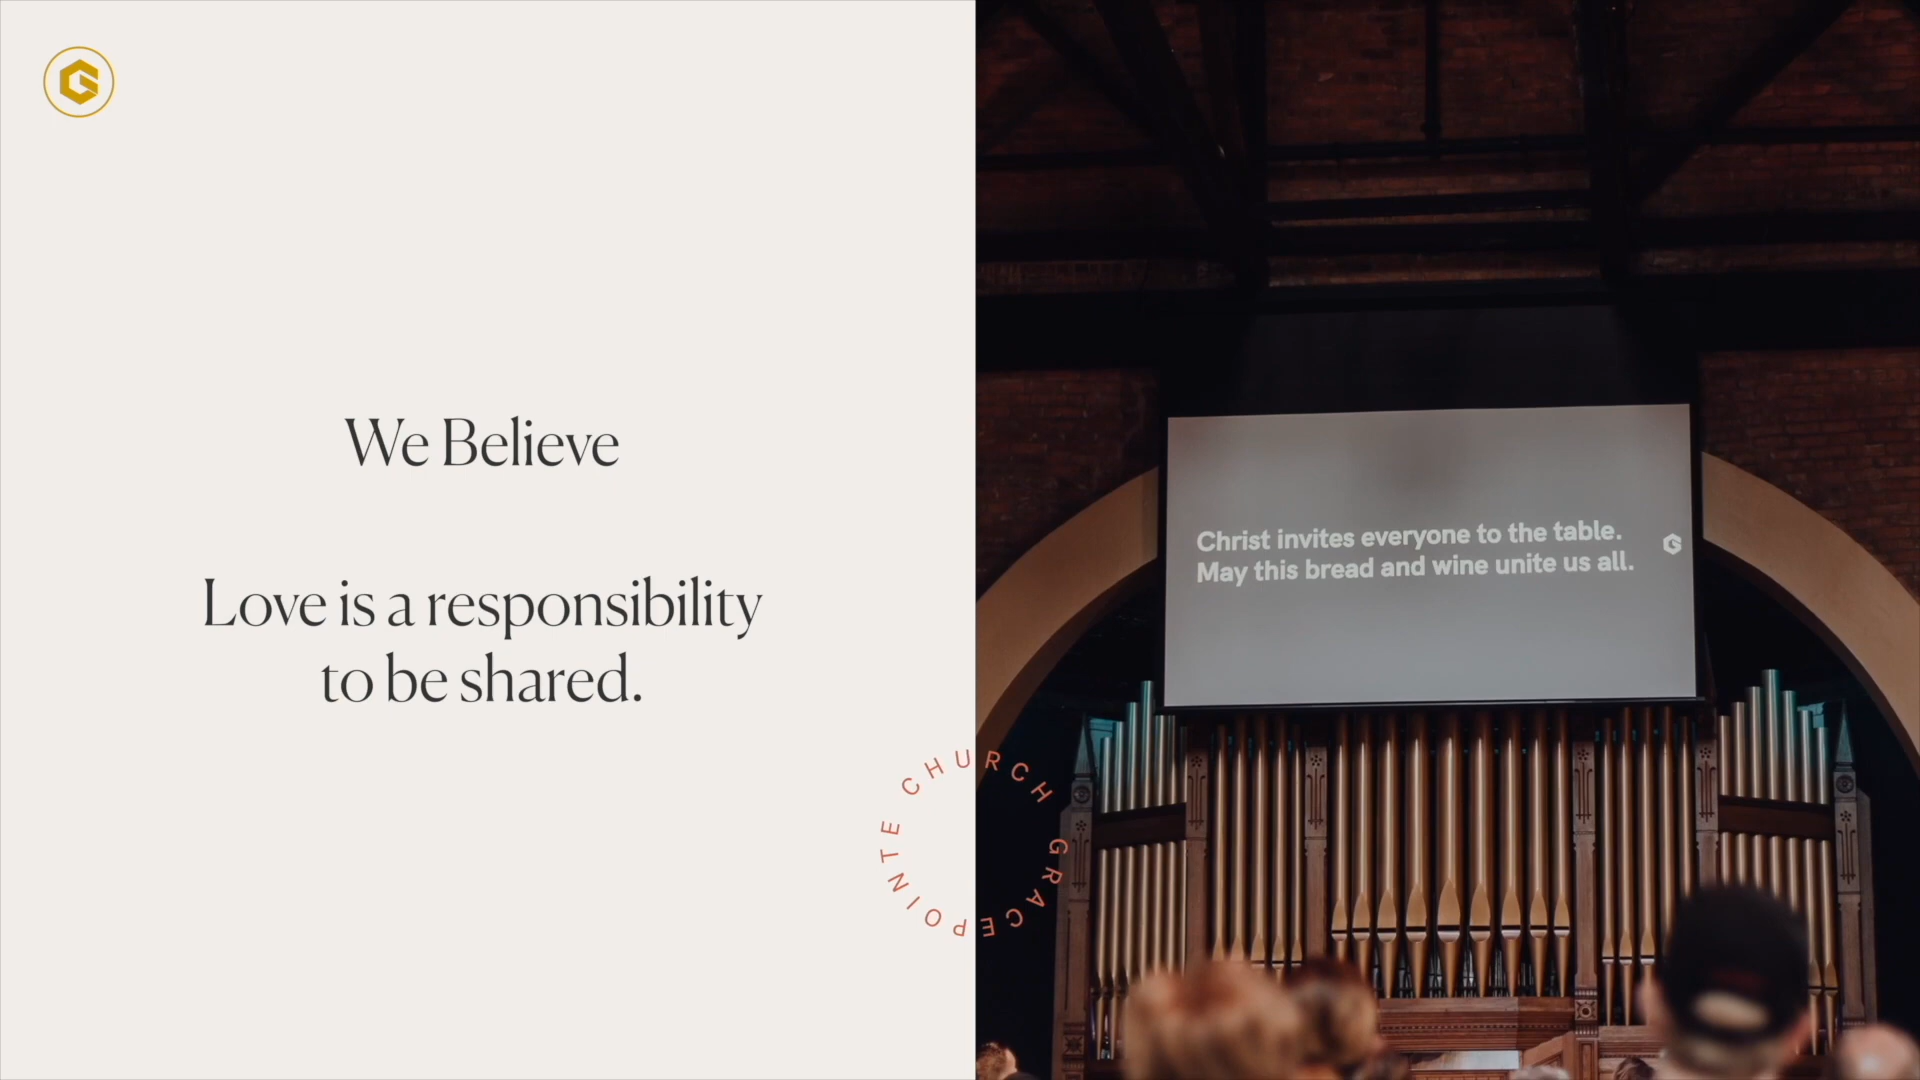 We Believe
Love is a responsibility
to be shared.
Christ invites everyone to the table.
May this bread and wine unite us all.
GRACEPOINTE CHURCH